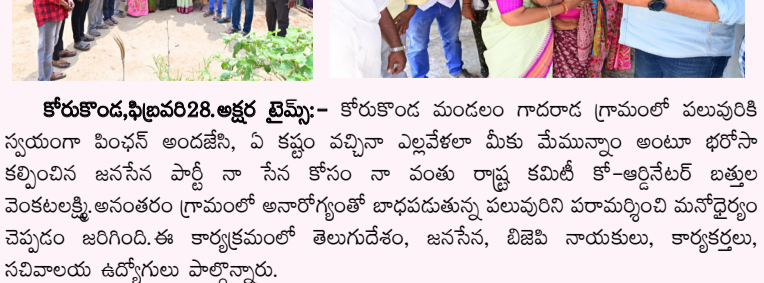 కోరుకొండ,ఫిబ్రవరి28.అక్షర టైమ్స్:- కోరుకొండ మండలం గాదరాడ గ్రామంలో పలువురికి
స్వయంగా పింఛన్ అందజేసి, ఏ కష్టం వచ్చినా ఎల్లవేళలా మీకు మేమున్నాం అంటూ భరోసా
కల్పించిన జనసేన పార్టీ నా సేన కోసం నా వంతు రాష్ట్ర కమిటీ కో-ఆర్డినేటర్ బత్తుల
వెంకటలక్ష్మి.అనంతరం గ్రామంలో అనారోగ్యంతో బాధపడుతున్న పలువురిని పరామర్శించి మనోధైర్యం
చెప్పడం జరిగింది.ఈ కార్యక్రమంలో తెలుగుదేశం, జనసేన, బిజెపి నాయకులు, కార్యకర్తలు,
సచివాలయ ఉద్యోగులు పాల్గొన్నారు.